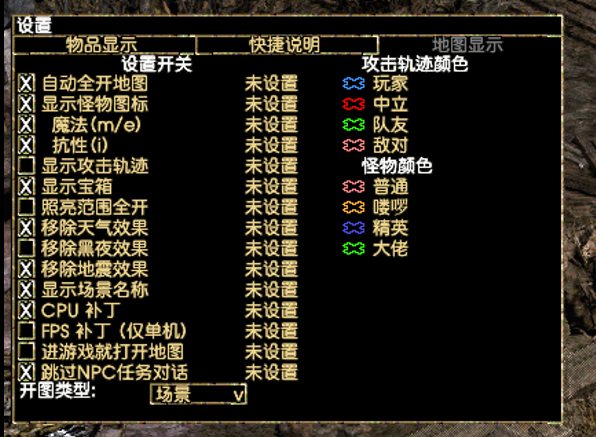 设置
物品显示 快捷说明 地图显示
设置开关 攻击轨迹颜色
X 自动全开地图 未设置 玩家
X 显示怪物图标 未设置 中立
X 魔法(m/e) 未设置 队友
X 抗性(i) 未设置 敌对
显示攻击轨迹 未设置 怪物颜色
X 显示宝箱 未设置 普通
照亮范围全开 未设置 喽啰
X 移除天气效果 未设置 精英
移除黑夜效果 未设置 大佬
X 移除地震效果 未设置
X 显示场景名称 未设置
X CPU 补丁 未设置
FPS 补丁 (仅单机) 未设置
进游戏就打开地图 未设置
X 跳过NPC任务对话 未设置
开图类型: 场景 v